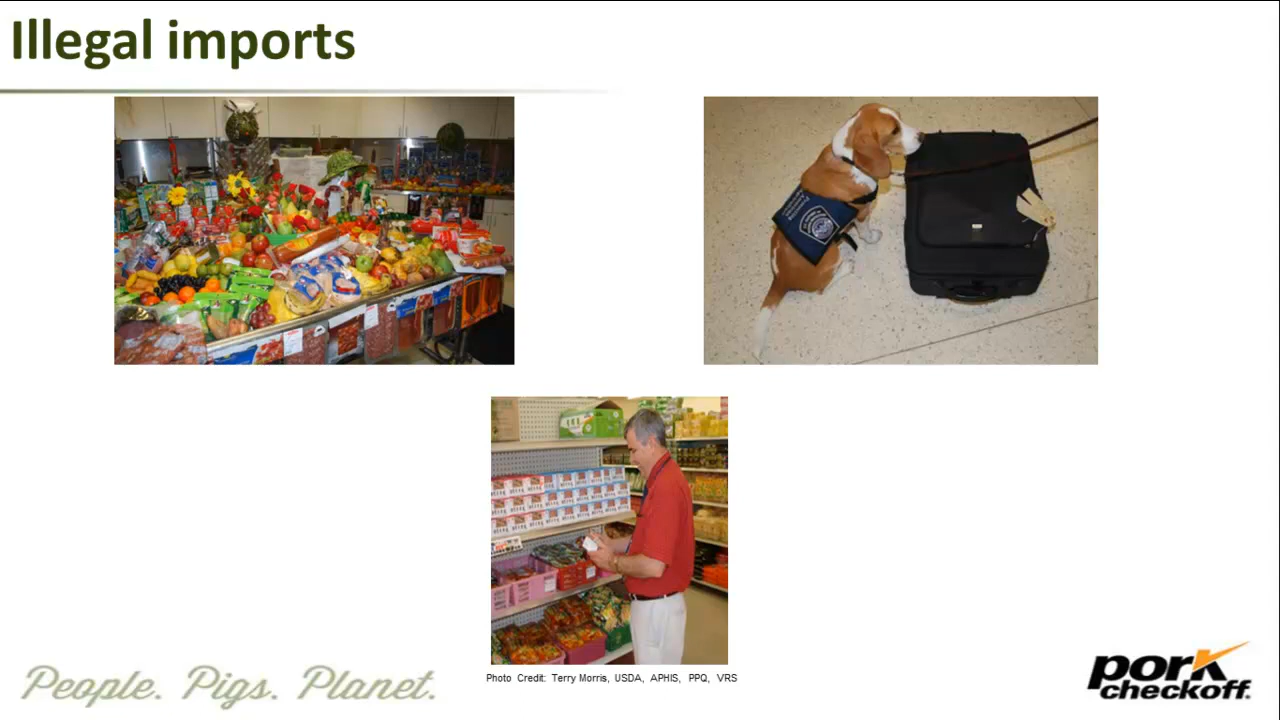 Illegal imports
Photo Credit: Terry Morris, USDA, APHIS, PPQ, VRS
People. Pigs. Planet.
pork
checkoff.